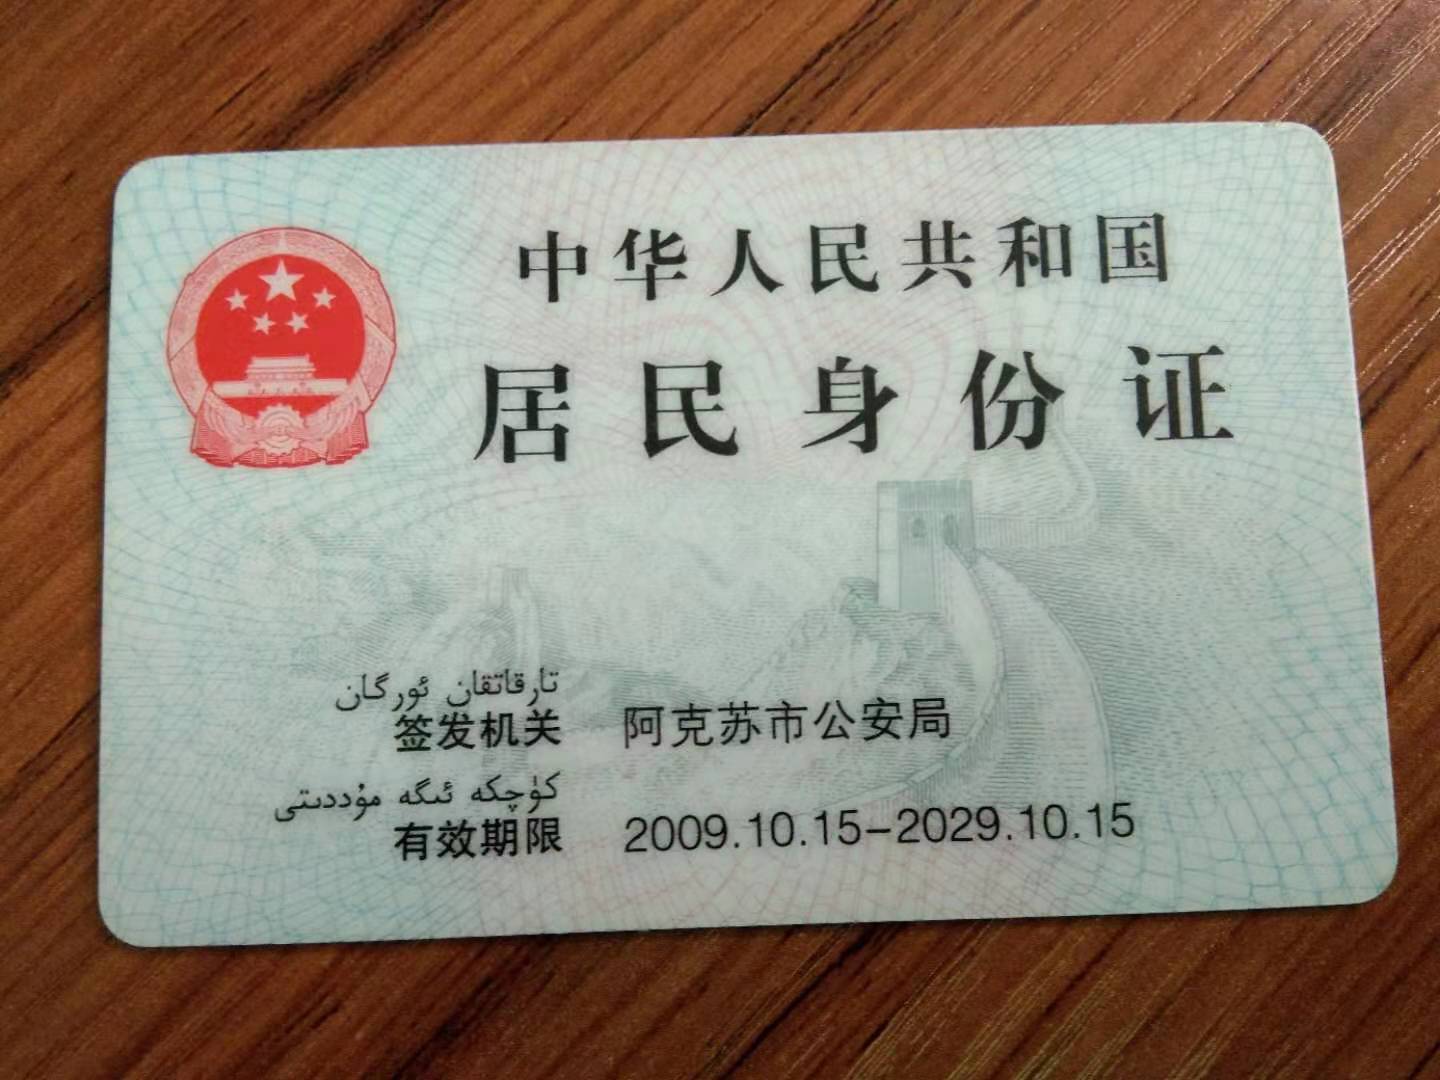 中华人民共和国
居民身份证
تارقاتقان ئورگان
签发机关 阿克苏市公安局
كۈچكە ئىگە مۇددىتى
有效期限 2009.10.15-2029.10.15